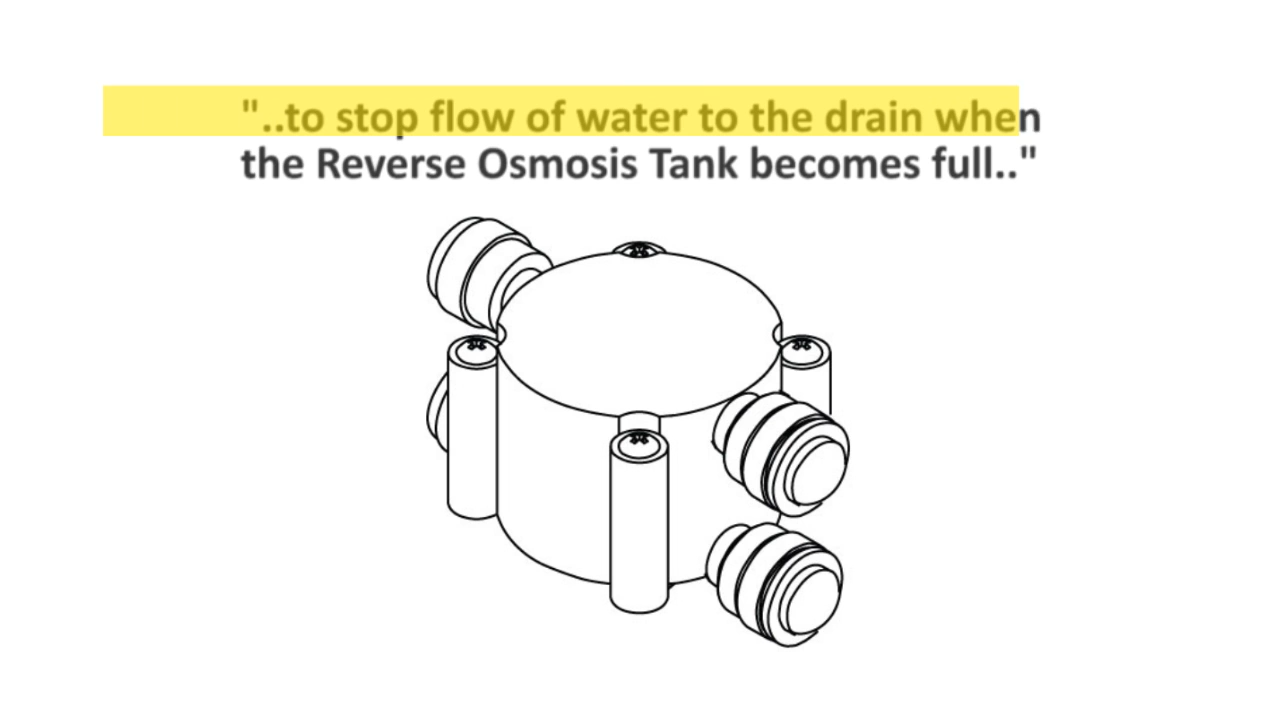 "..to stop flow of water to the drain when
the Reverse Osmosis Tank becomes full.."